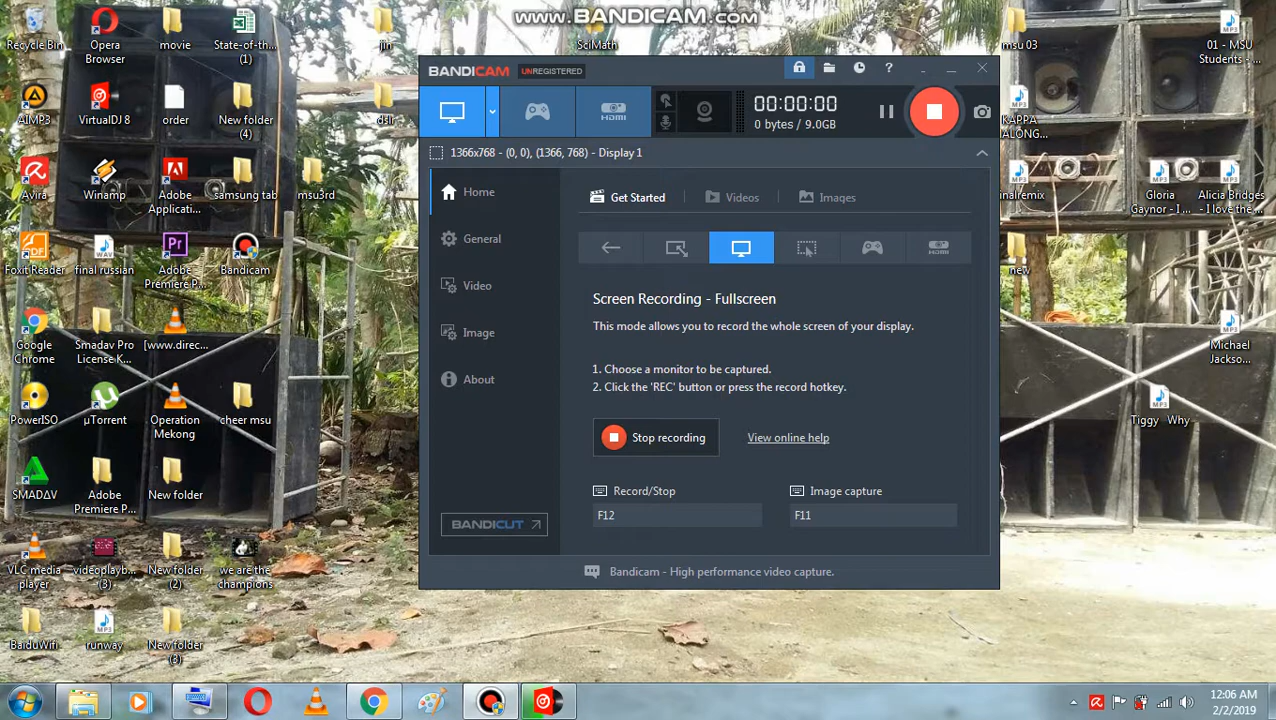 www.BANDICAM.com
Recycle Bin
Opera
Browser
movie
State-of-th...
(1)
jin
SciMath
msu 03
01 - MSU
Students - ...
AIMP3
VirtualDJ 8
order
New folder
(4)
dslr
KAPPA
ALONG...
Avira
Winamp
Adobe
Applicati...
samsung tab
msu3rd
finalremix
Gloria
Gaynor - I ...
Alicia Bridges
- I love the ...
Foxit Reader
final russian
Adobe
Premiere P...
Bandicam
new
Google
Chrome
Smadav Pro
License K...
[www.direc...
Michael
Jackso...
PowerISO
µTorrent
Operation
Mekong
cheer msu
Tiggy _Why_
SMADAV
Adobe
Premiere P...
New folder
VLC media
player
videoplayb...
(3)
New folder
(2)
we are the
champions
BaiduWifi
runway
New folder
(3)
BANDICAM UNREGISTERED
HDMI
00:00:00
0 bytes / 9.0GB
1366x768 - (0, 0), (1366, 768) - Display 1
Home
General
Video
Image
About
BANDICUT
Get Started
Videos
Images
HDMI
Screen Recording - Fullscreen
This mode allows you to record the whole screen of your display.
1. Choose a monitor to be captured.
2. Click the 'REC' button or press the record hotkey.
Stop recording
View online help
Record/Stop
Image capture
F12
F11
Bandicam - High performance video capture.
12:06 AM
2/2/2019